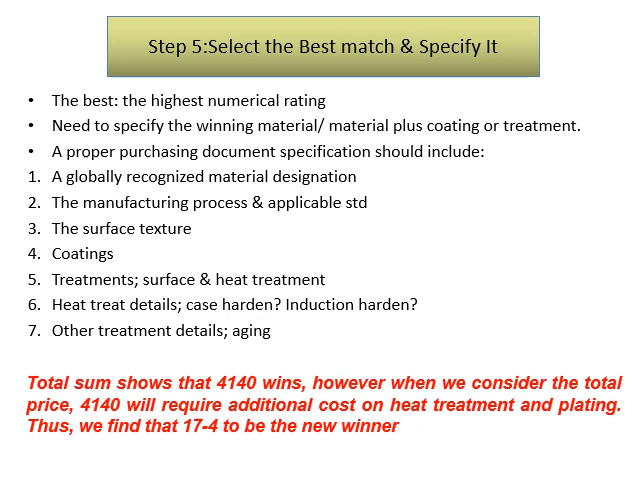 Step 5:Select the Best match & Specify It
• The best: the highest numerical rating
• Need to specify the winning material/ material plus coating or treatment.
• A proper purchasing document specification should include:
1. A globally recognized material designation
2. The manufacturing process & applicable std
3. The surface texture
4. Coatings
5. Treatments; surface & heat treatment
6. Heat treat details; case harden? Induction harden?
7. Other treatment details; aging
Total sum shows that 4140 wins, however when we consider the total
price, 4140 will require additional cost on heat treatment and plating.
Thus, we find that 17-4 to be the new winner